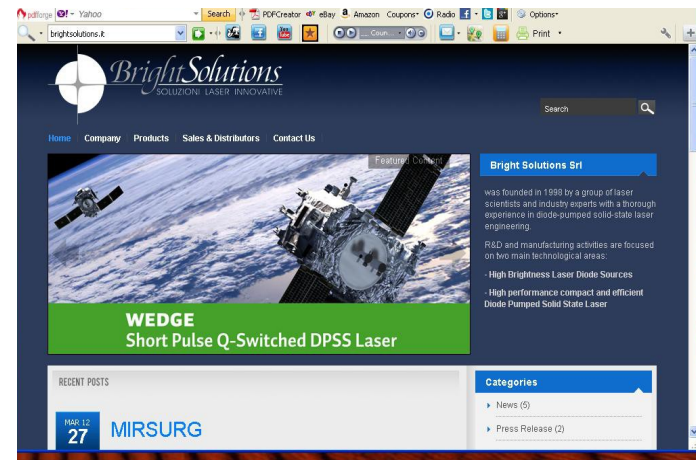 pdfforge Yahoo Search PDFCreator eBay Amazon Coupons Radio Options
brightsolutions.it Print
BrightSolutions
SOLUZIONI LASER INNOVATIVE
Search
Home Company Products Sales & Distributors Contact Us
Featured Content
WEDGE
Short Pulse Q-Switched DPSS Laser
Bright Solutions Srl
was founded in 1998 by a group of laser
scientists and industry experts with a thorough
experience in diode-pumped solid-state laser
engineering.
R&D and manufacturing activities are focused
on two main technological areas:
- High Brightness Laser Diode Sources
- High performance compact and efficient
Diode Pumped Solid State Laser
RECENT POSTS
MAR 12
27
MIRSURG
Categories
News (5)
Press Release (2)